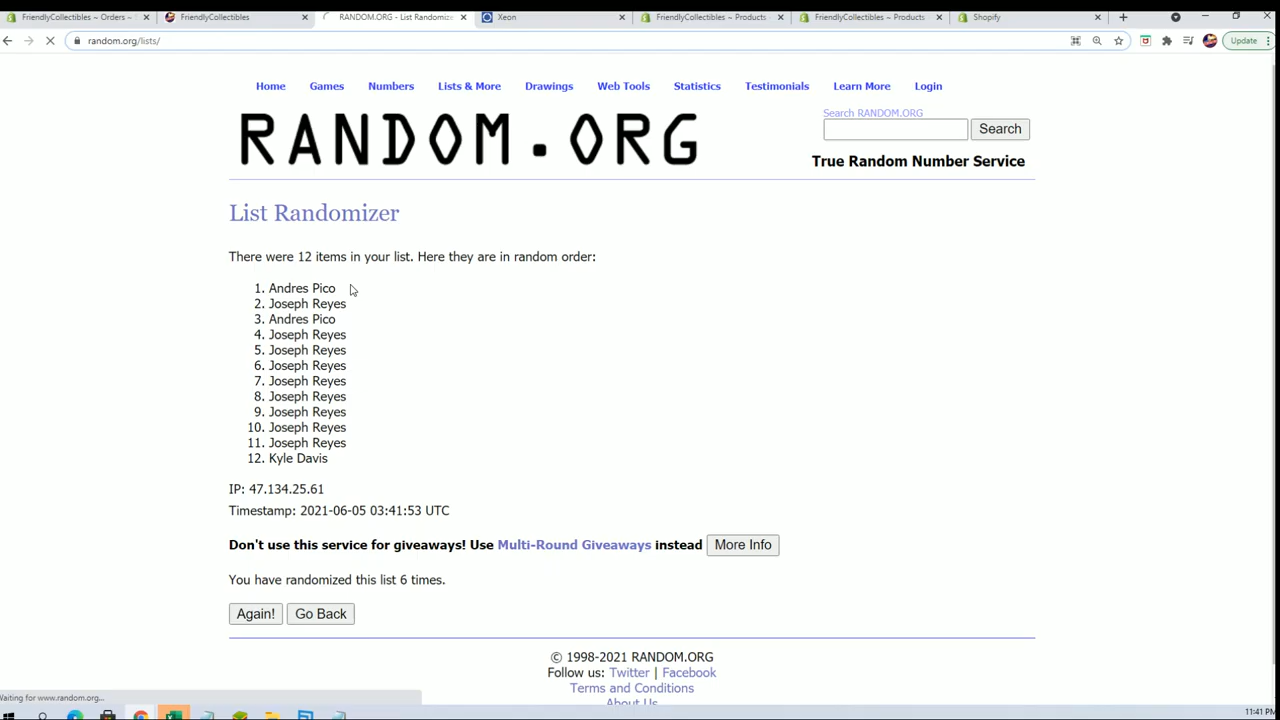 FriendlyCollectibles ~ Orders ~
FriendlyCollectibles
RANDOM.ORG - List Randomizer
Xeon
FriendlyCollectibles ~ Products
FriendlyCollectibles ~ Products
Shopify
random.org/lists/
Update
Home Games Numbers Lists & More Drawings Web Tools Statistics Testimonials Learn More Login
RANDOM.ORG
Search RANDOM.ORG
Search
True Random Number Service
List Randomizer
There were 12 items in your list. Here they are in random order:
1. Andres Pico
2. Joseph Reyes
3. Andres Pico
4. Joseph Reyes
5. Joseph Reyes
6. Joseph Reyes
7. Joseph Reyes
8. Joseph Reyes
9. Joseph Reyes
10. Joseph Reyes
11. Joseph Reyes
12. Kyle Davis
IP: 47.134.25.61
Timestamp: 2021-06-05 03:41:53 UTC
Don't use this service for giveaways! Use Multi-Round Giveaways instead More Info
You have randomized this list 6 times.
Again! Go Back
© 1998-2021 RANDOM.ORG
Follow us: Twitter | Facebook
Terms and Conditions
About Us
Waiting for www.random.org...
11:41 PM